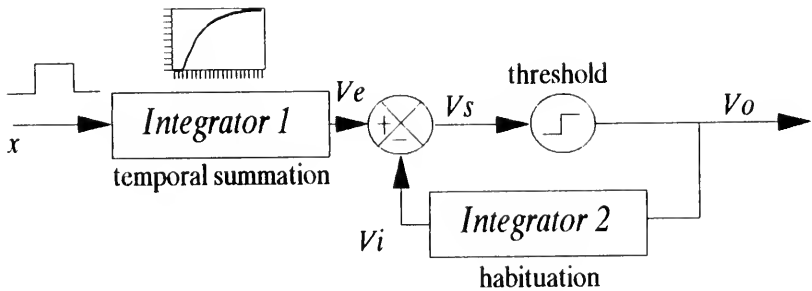 threshold
Ve
Vs
Vo
Integrator 1
+
−
x
temporal summation
Integrator 2
Vi
habituation